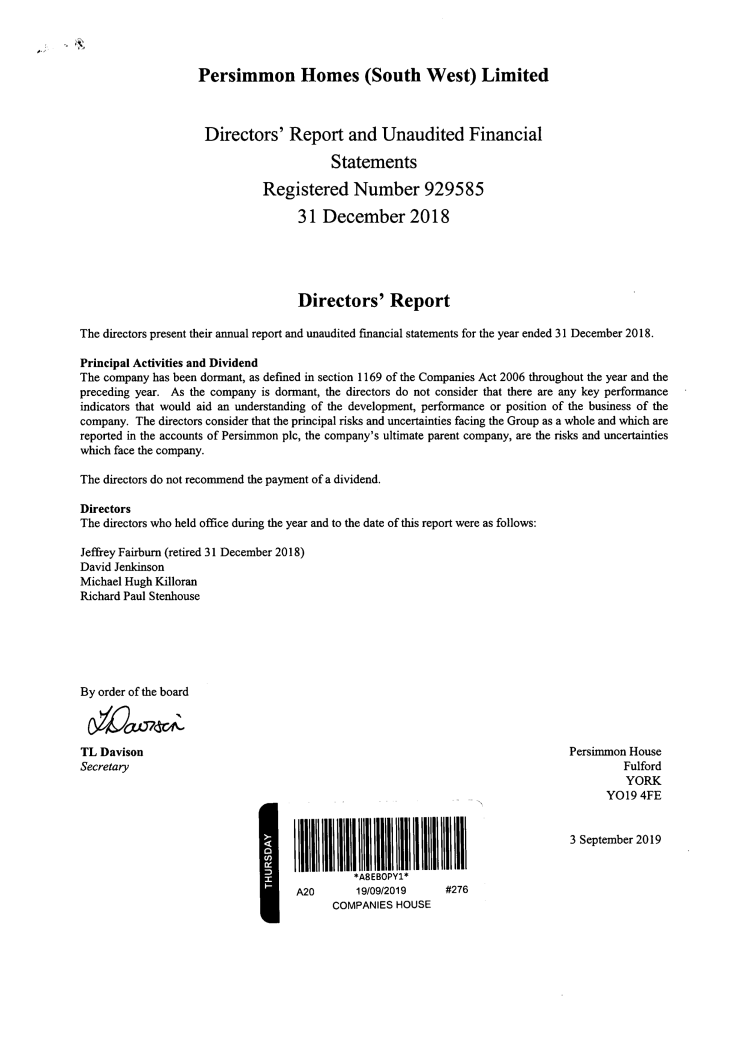 Persimmon Homes (South West) Limited
Directors' Report and Unaudited Financial
Statements
Registered Number 929585
31 December 2018
Directors' Report
The directors present their annual report and unaudited financial statements for the year ended 31 December 2018.
Principal Activities and Dividend
The company has been dormant, as defined in section 1169 of the Companies Act 2006 throughout the year and the
preceding year. As the company is dormant, the directors do not consider that there are any key performance
indicators that would aid an understanding of the development, performance or position of the business of the
company. The directors consider that the principal risks and uncertainties facing the Group as a whole and which are
reported in the accounts of Persimmon plc, the company's ultimate parent company, are the risks and uncertainties
which face the company.
The directors do not recommend the payment of a dividend.
Directors
The directors who held office during the year and to the date of this report were as follows:
Jeffrey Fairburn (retired 31 December 2018)
David Jenkinson
Michael Hugh Killoran
Richard Paul Stenhouse
By order of the board
TLDavison
TL Davison
Secretary
Persimmon House
Fulford
YORK
YO19 4FE
3 September 2019
THURSDAY
*A8EBOPY1*
A20 19/09/2019 #276
COMPANIES HOUSE